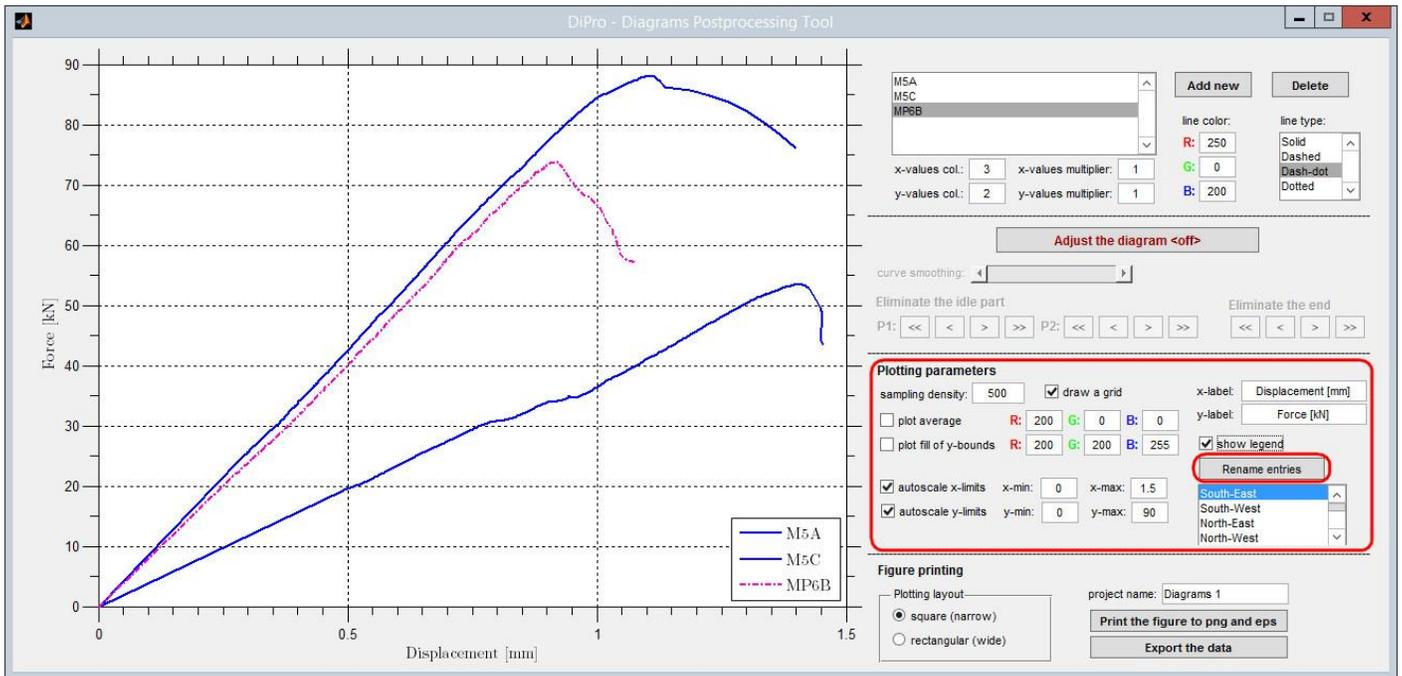 DiPro - Diagrams Postprocessing Tool
x
90
80
70
60
50
40
30
20
10
0
Force [kN]
0
0.5
1
1.5
Displacement [mm]
M5A
M5C
MP6B
M5A
M5C
MP6B
Add new
Delete
line color:
line type:
R: 250
G: 0
B: 200
Solid
Dashed
Dash-dot
Dotted
x-values col.: 3 x-values multiplier: 1
y-values col.: 2 y-values multiplier: 1
Adjust the diagram <off>
curve smoothing:
Eliminate the idle part
Eliminate the end
P1: << < > >> P2: << < > >>
<< < > >>
Plotting parameters
sampling density: 500 draw a grid
x-label: Displacement [mm]
y-label: Force [kN]
plot average R: 200 G: 0 B: 0
plot fill of y-bounds R: 200 G: 200 B: 255
show legend
Rename entries
autoscale x-limits x-min: 0 x-max: 1.5
autoscale y-limits y-min: 0 y-max: 90
South-East
South-West
North-East
North-West
Figure printing
Plotting layout
square (narrow)
rectangular (wide)
project name: Diagrams 1
Print the figure to png and eps
Export the data